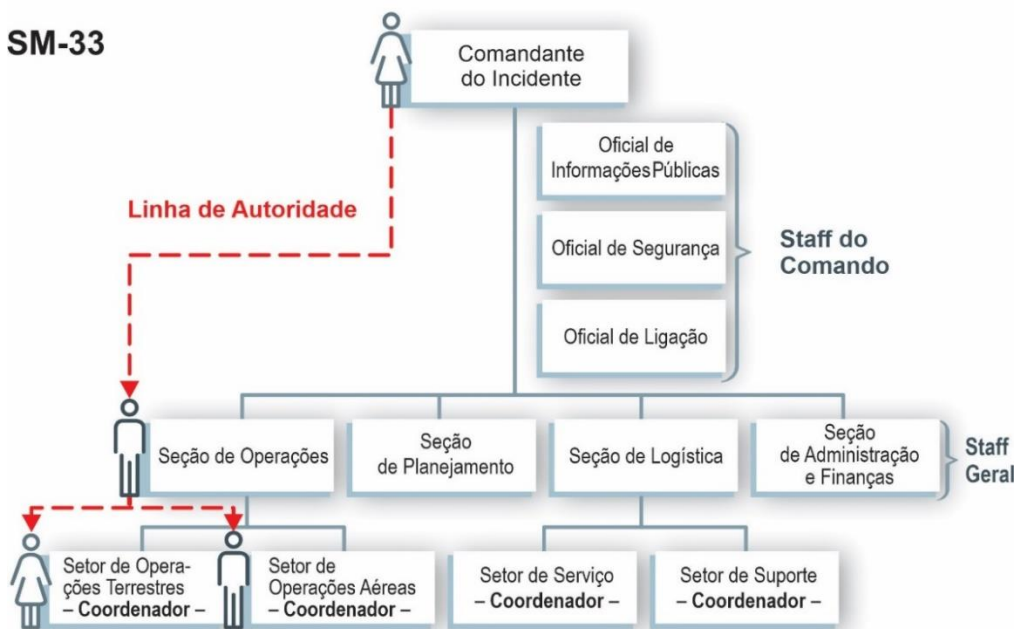 SM-33
Comandante
do Incidente
Oficial de
Informações Públicas
Linha de Autoridade
Oficial de Segurança
Staff do
Comando
Oficial de Ligação
Seção de Operações
Seção
de Planejamento
Seção de Logística
Seção
de Administração
e Finanças
Staff
Geral
Setor de Opera-
ções Terrestres
– Coordenador –
Setor de
Operações Aéreas
– Coordenador –
Setor de Serviço
– Coordenador –
Setor de Suporte
– Coordenador –